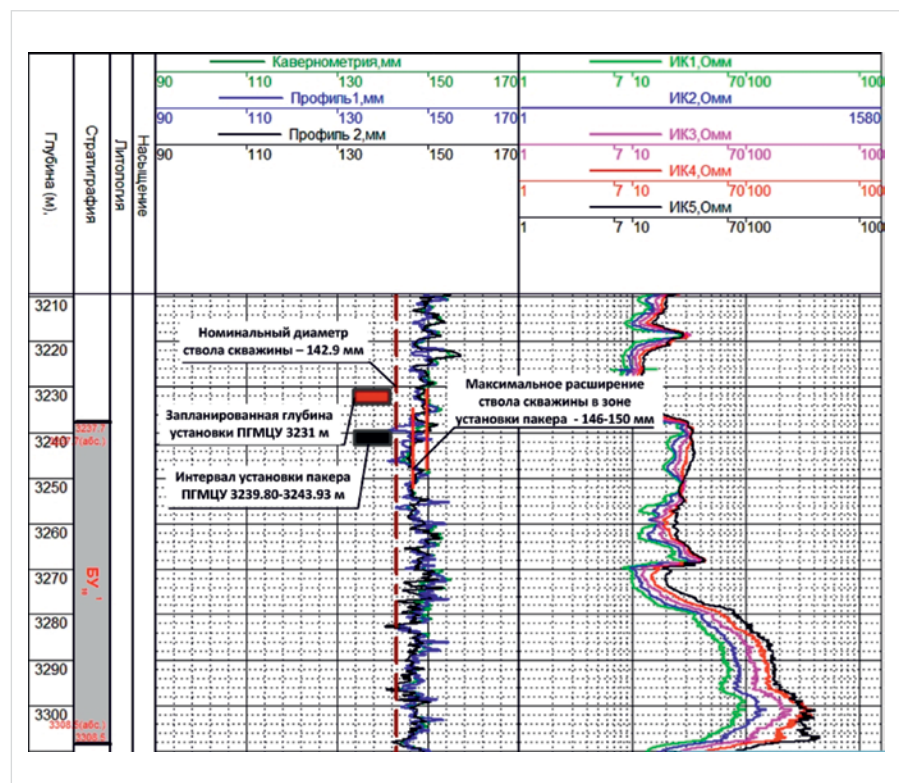 Глубина (м),
Стратиграфия
Литология
Насыщение
Кавернометрия,мм
90 110 130 150 170
Профиль1,мм
90 110 130 150 170
Профиль 2,мм
90 110 130 150 170
ИК1,Омм
1 7 10 70 100 100
ИК2,Омм
1 1580
ИК3,Омм
1 7 10 70 100 100
ИК4,Омм
1 7 10 70 100 100
ИК5,Омм
1 7 10 70 100 100
3210
3220
3230
3240
3250
3260
3270
3280
3290
3300
3237.7
(абс.)
БУ
(абс.)
Номинальный диаметр
ствола скважины – 142.9 мм
Запланированная глубина
установки ПГМЦУ 3231 м
Интервал установки пакера
ПГМЦУ 3239.80-3243.93 м
Максимальное расширение
ствола скважины в зоне
установки пакера - 146-150 мм